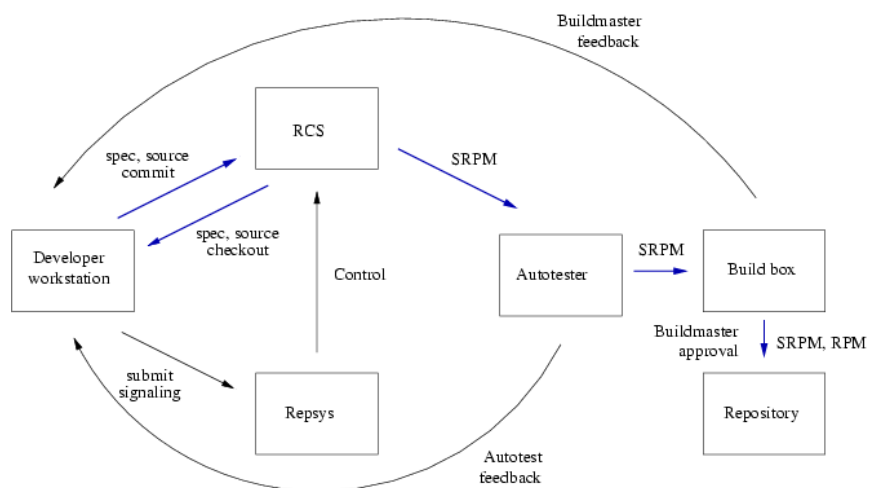 Buildmaster
feedback
RCS
spec, source
commit
SRPM
spec, source
checkout
Developer
workstation
Control
Autotester
SRPM
Build box
Buildmaster
approval
SRPM, RPM
submit
signaling
Repsys
Repository
Autotest
feedback